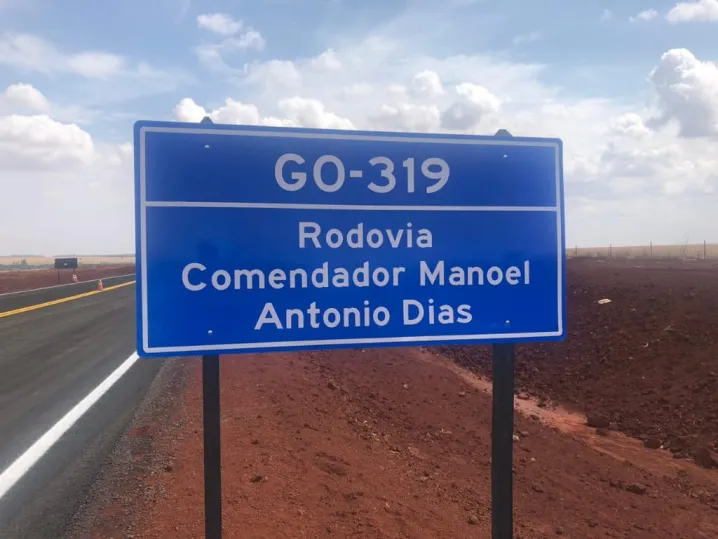 GO-319
Rodovia
Comendador Manoel
Antonio Dias